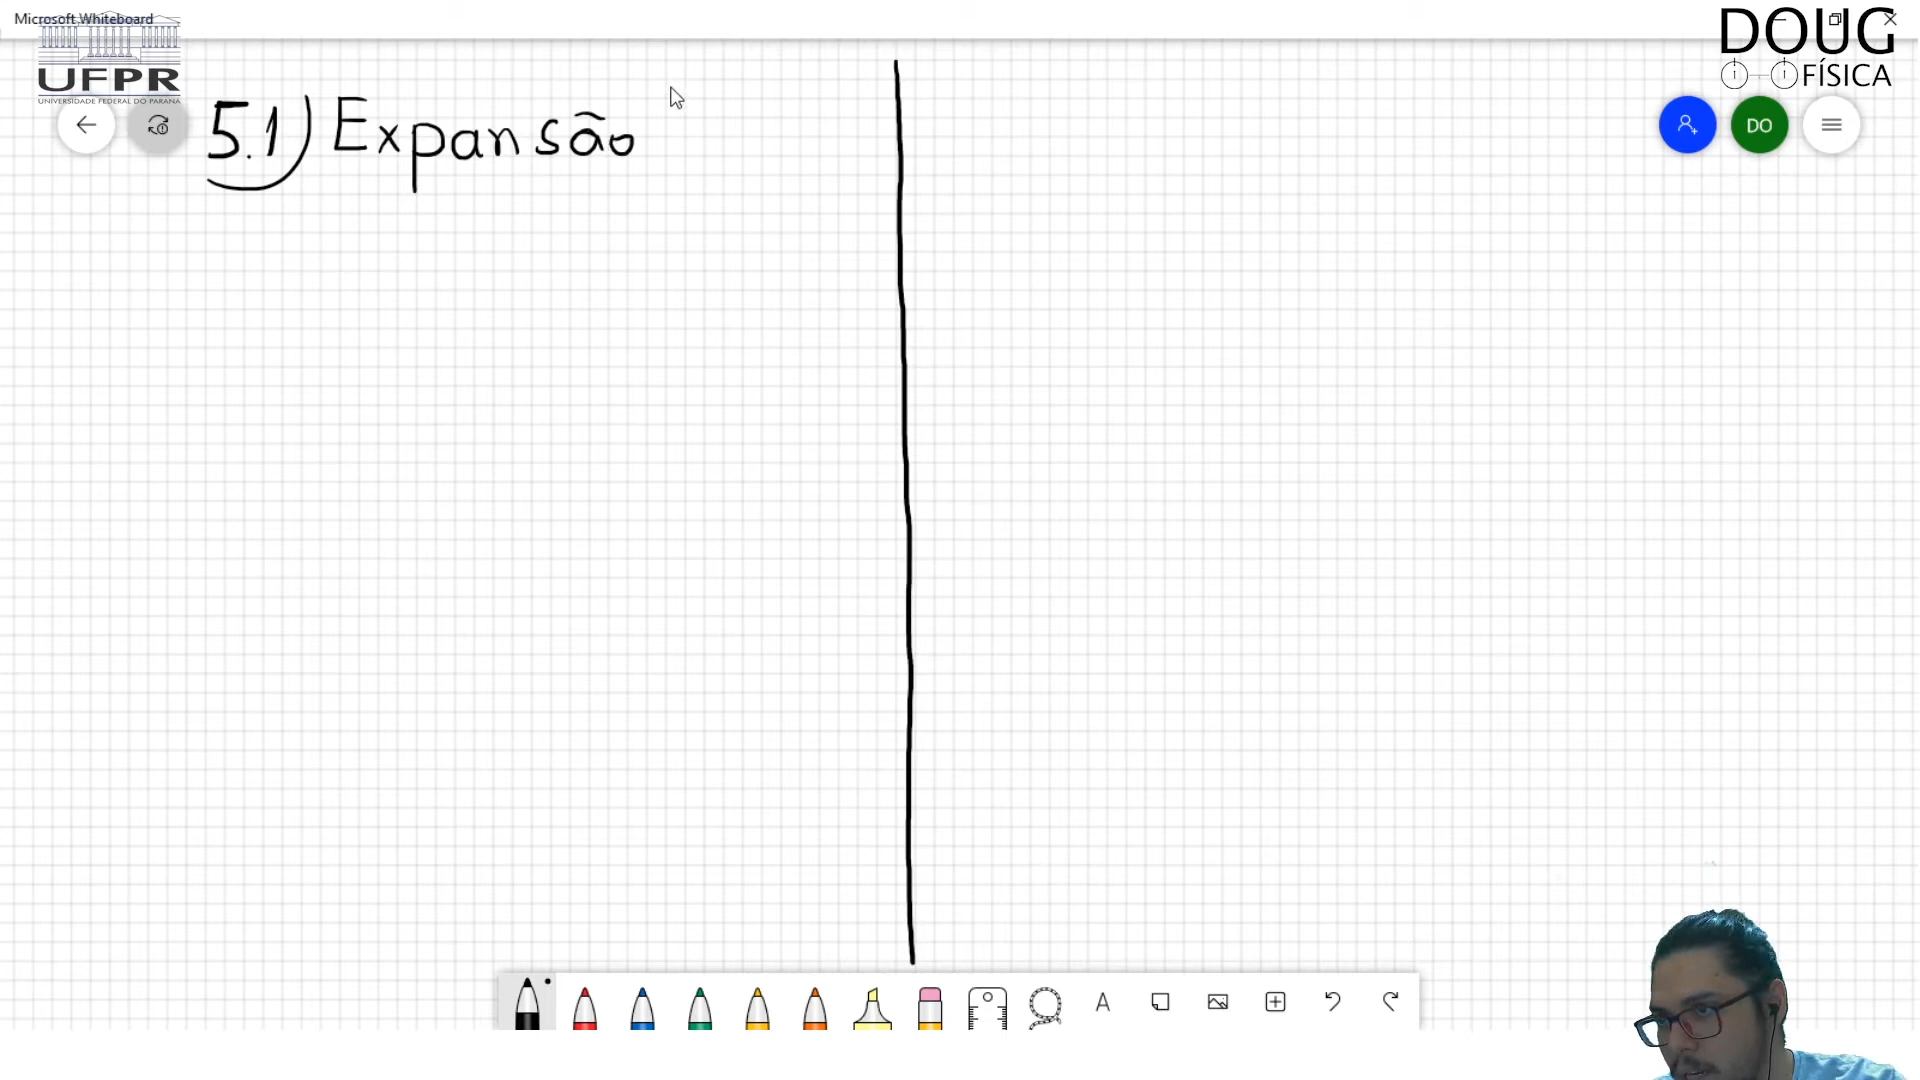 Microsoft Whiteboard
UFPR
UNIVERSIDADE FEDERAL DO PARANÁ
DOUG
FÍSICA
5.1) Expansão
DO
A